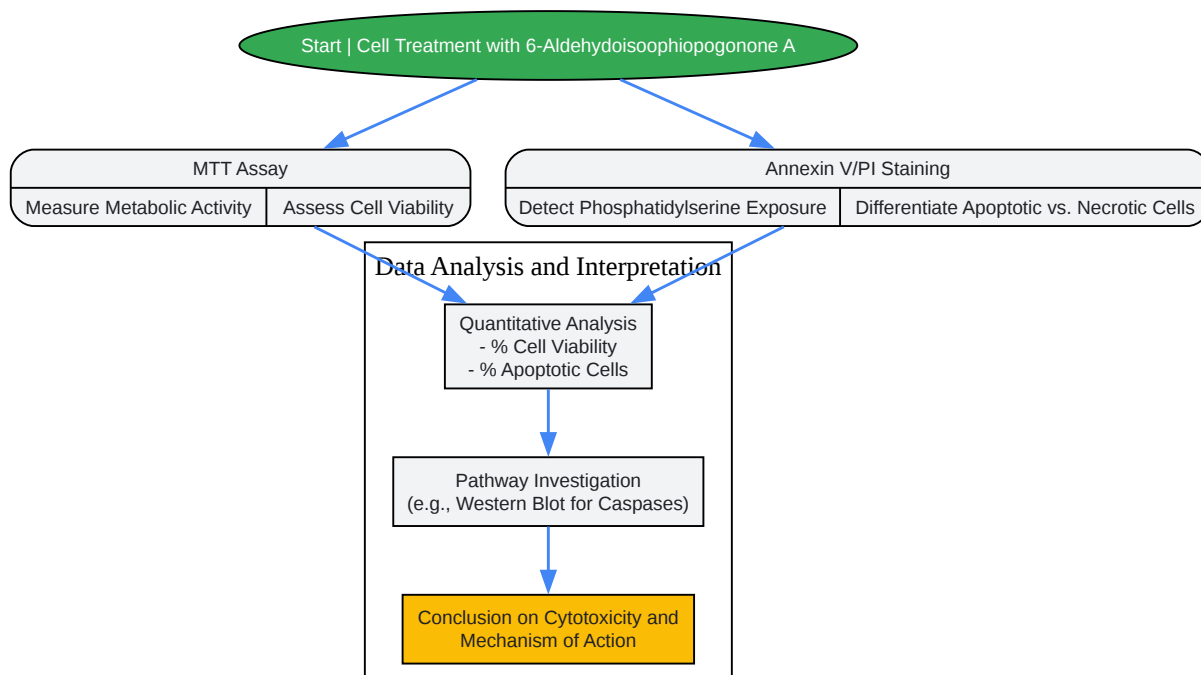 Start | Cell Treatment with 6-Aldehydoisoophiopogonone A
MTT Assay
Measure Metabolic Activity
Assess Cell Viability
Annexin V/PI Staining
Detect Phosphatidylserine Exposure
Differentiate Apoptotic vs. Necrotic Cells
Data Analysis and Interpretation
Quantitative Analysis
- % Cell Viability
- % Apoptotic Cells
Pathway Investigation
(e.g., Western Blot for Caspases)
Conclusion on Cytotoxicity and
Mechanism of Action